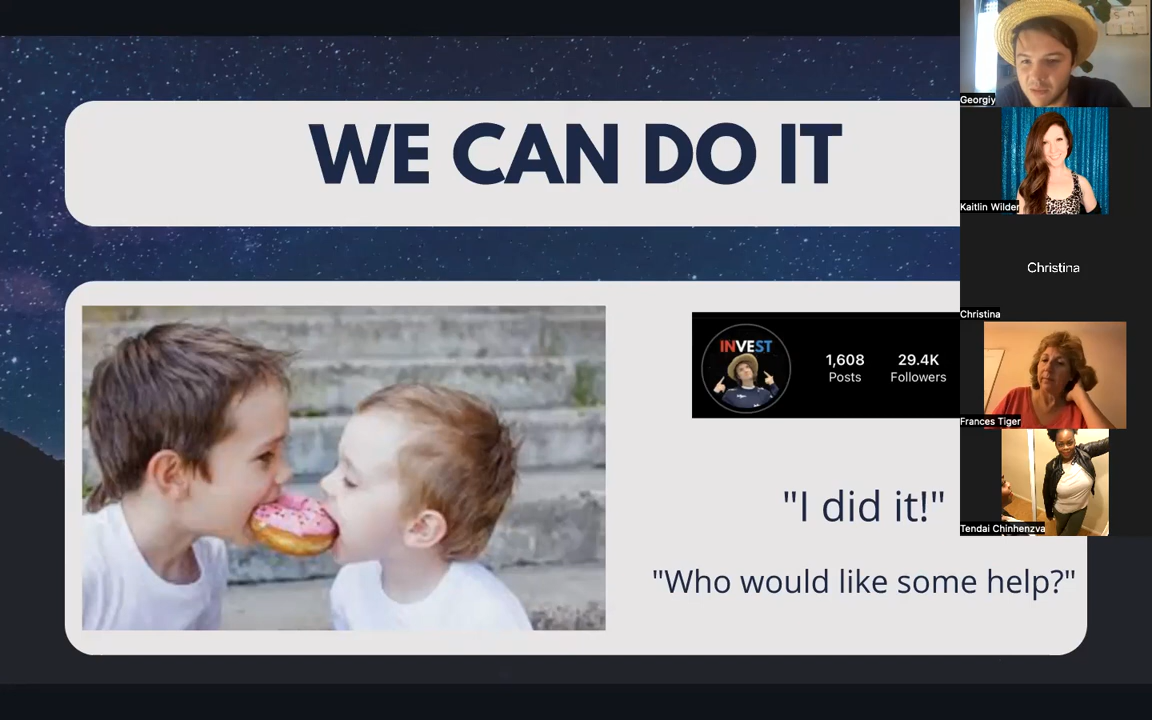 WE CAN DO IT
INVEST
1,608
Posts
29.4K
Followers
"I did it!"
"Who would like some help?"
Georgiy
Kaitlin Wilder
Christina
Christina
Frances Tiger
Tendai Chinhenzva